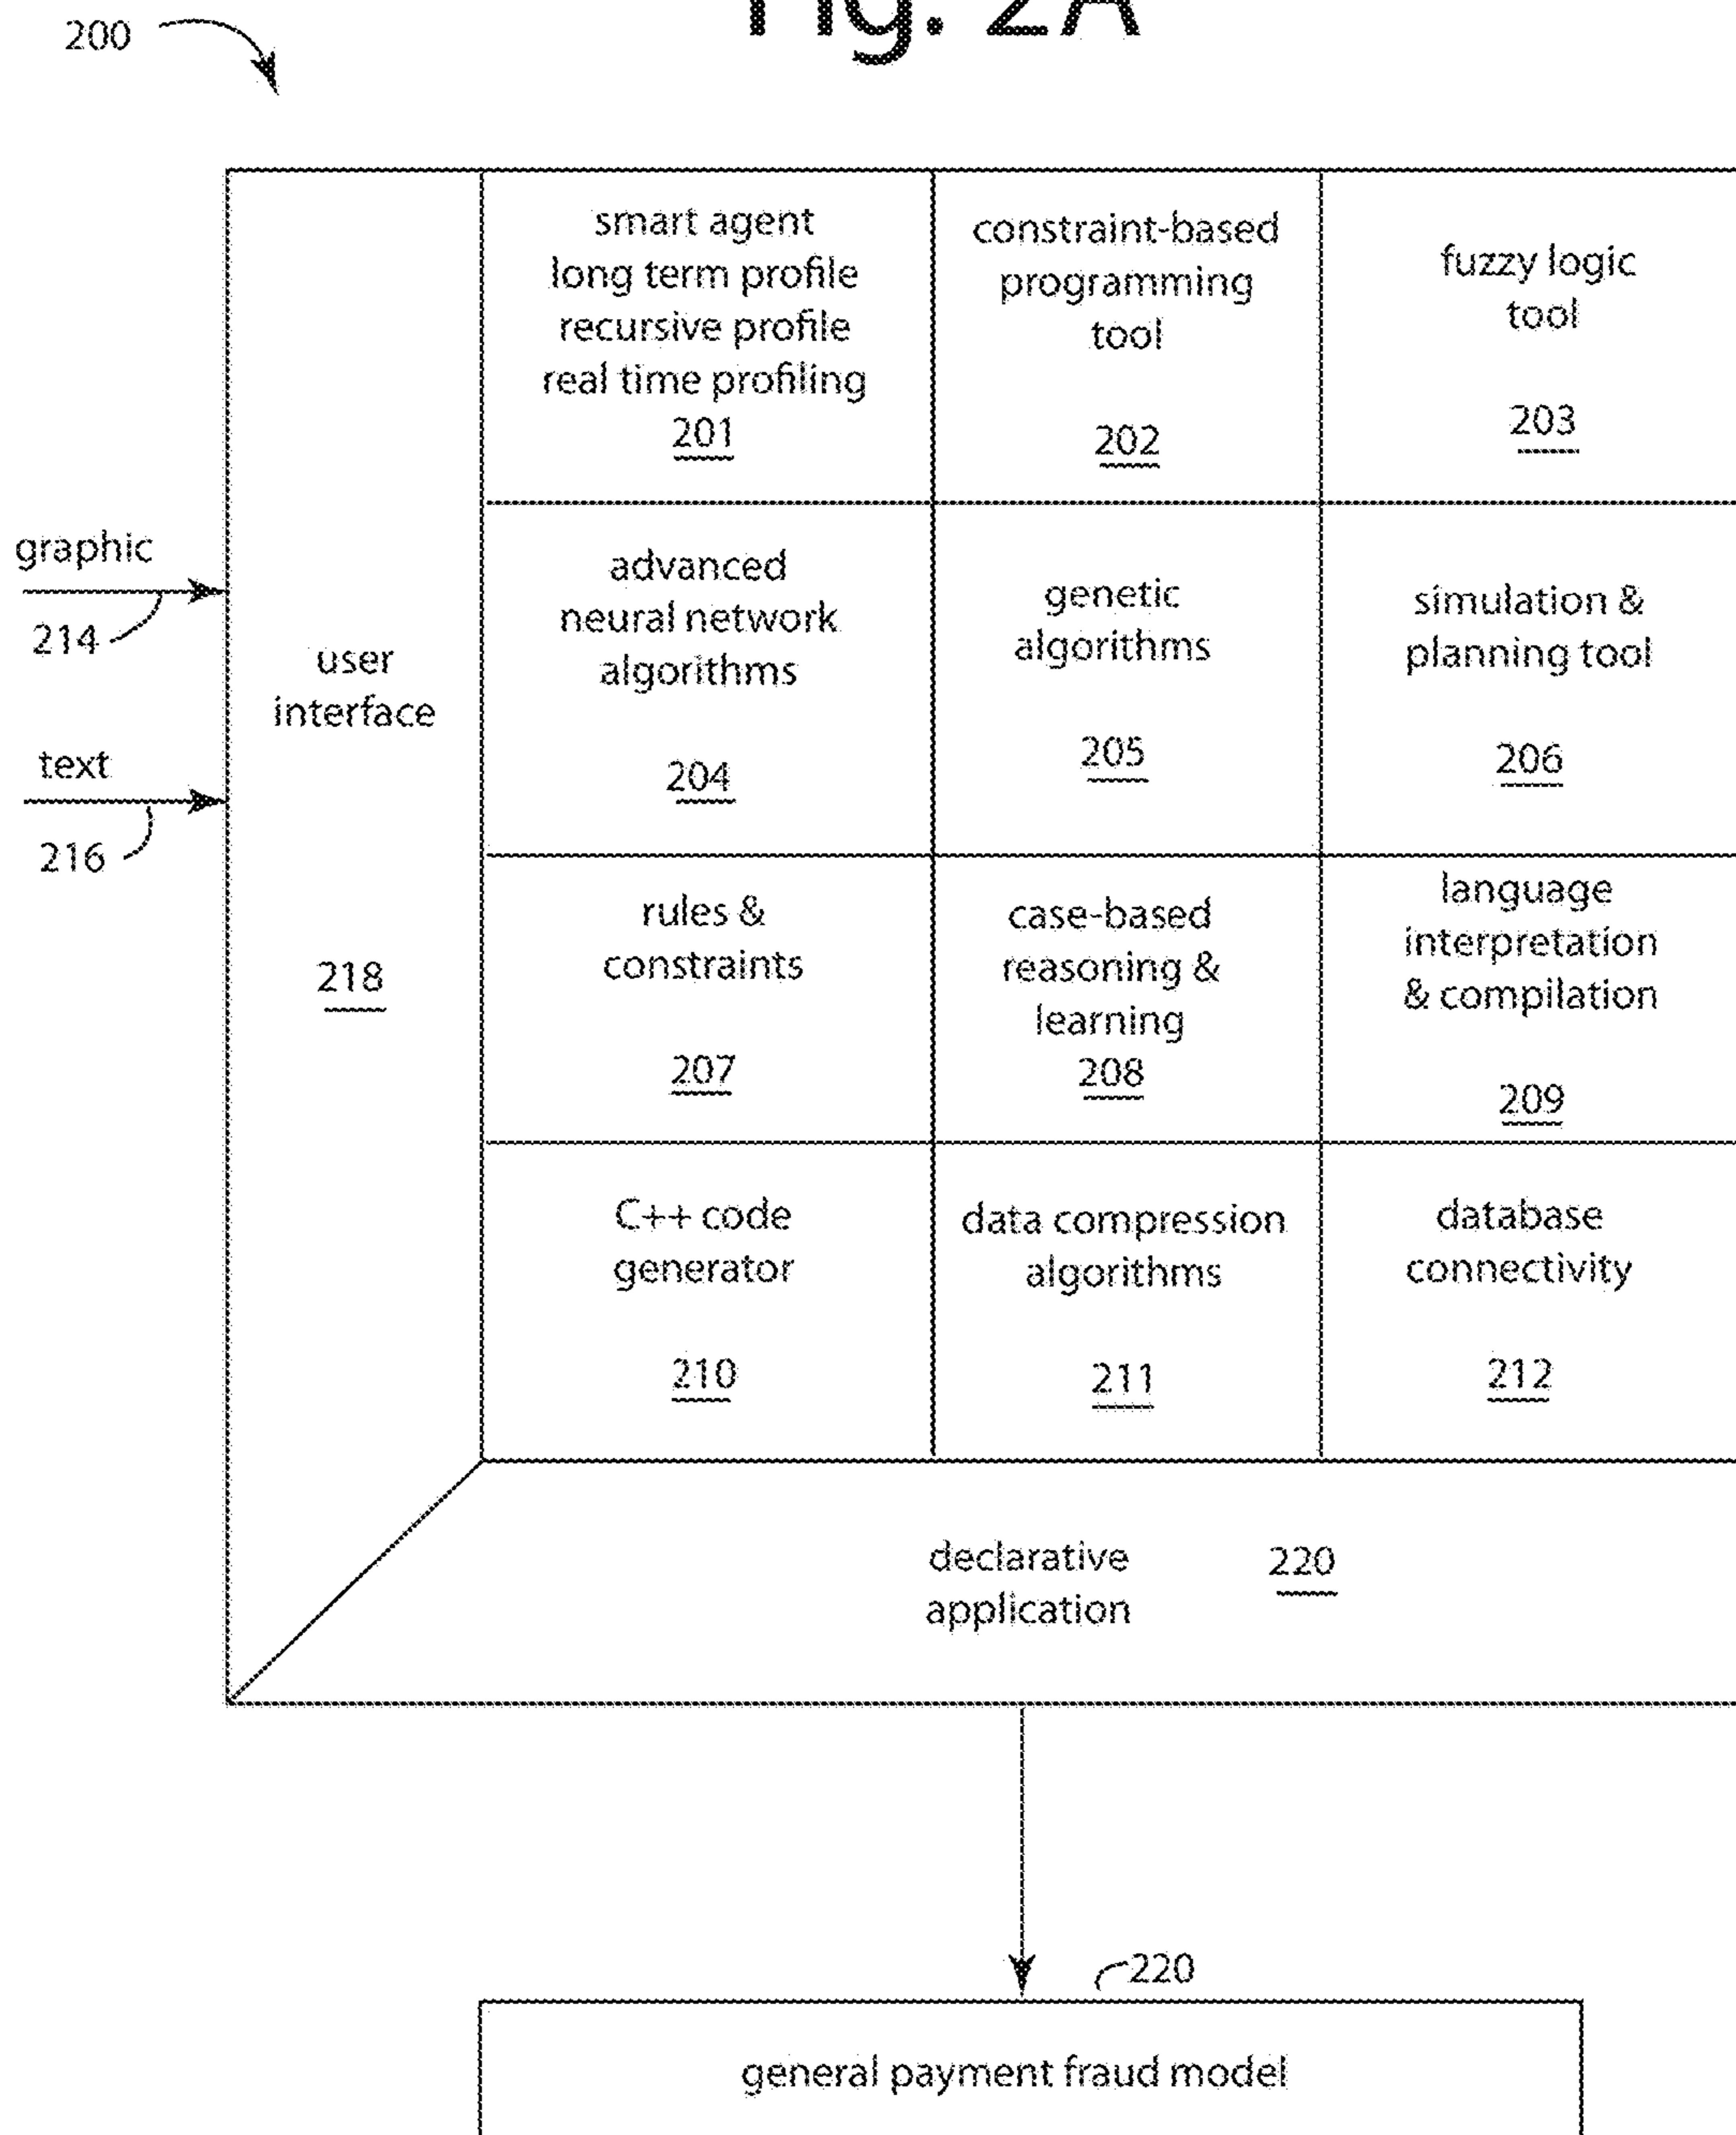 Fig. 2A
200
smart agent
long term profile
recursive profile
real time profiling
201
constraint-based
programming
tool
202
fuzzy logic
tool
203
graphic
214
text
216
user
interface
218
advanced
neural network
algorithms
204
genetic
algorithms
205
simulation &
planning tool
206
rules &
constraints
207
case-based
reasoning &
learning
208
language
interpretation
& compilation
209
C++ code
generator
210
data compression
algorithms
211
database
connectivity
212
declarative
application
220
220
general payment fraud model